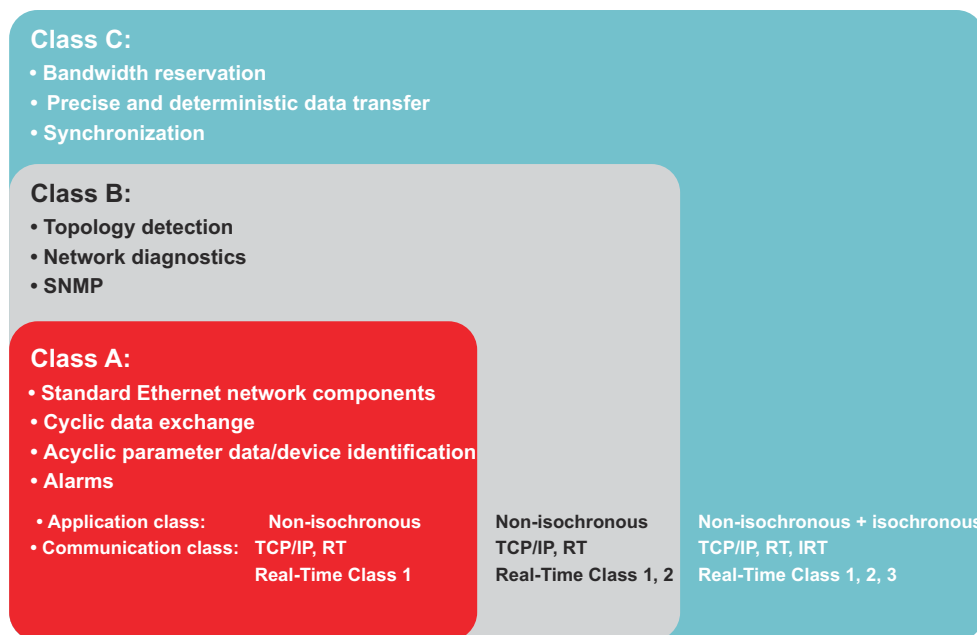 Class C:
• Bandwidth reservation
• Precise and deterministic data transfer
• Synchronization
Class B:
• Topology detection
• Network diagnostics
• SNMP
Class A:
• Standard Ethernet network components
• Cyclic data exchange
• Acyclic parameter data/device identification
• Alarms
• Application class: Non-isochronous Non-isochronous Non-isochronous + isochronous
• Communication class: TCP/IP, RT TCP/IP, RT TCP/IP, RT, IRT
Real-Time Class 1 Real-Time Class 1, 2 Real-Time Class 1, 2, 3